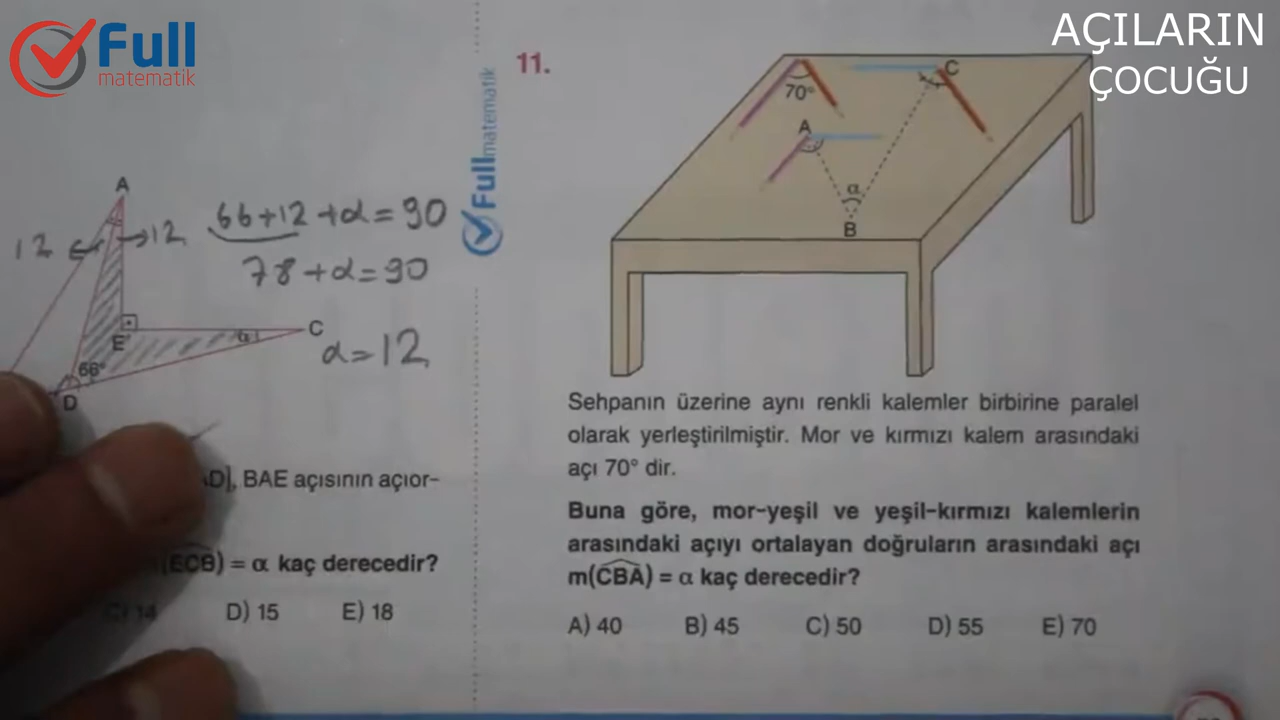 Full
matematik
AÇILARIN
ÇOCUĞU
A
12
12
66+12+α=90
78+α=90
α=12
E
α
C
66°
D
BAE açısının açıor-
(ECB) = α kaç derecedir?
C) 14 D) 15 E) 18
Fullmatematik
11.
70°
C
A
α
B
Sehpanın üzerine aynı renkli kalemler birbirine paralel
olarak yerleştirilmiştir. Mor ve kırmızı kalem arasındaki
açı 70° dir.
Buna göre, mor-yeşil ve yeşil-kırmızı kalemlerin
arasındaki açıyı ortalayan doğruların arasındaki açı
m(CBA) = α kaç derecedir?
A) 40 B) 45 C) 50 D) 55 E) 70